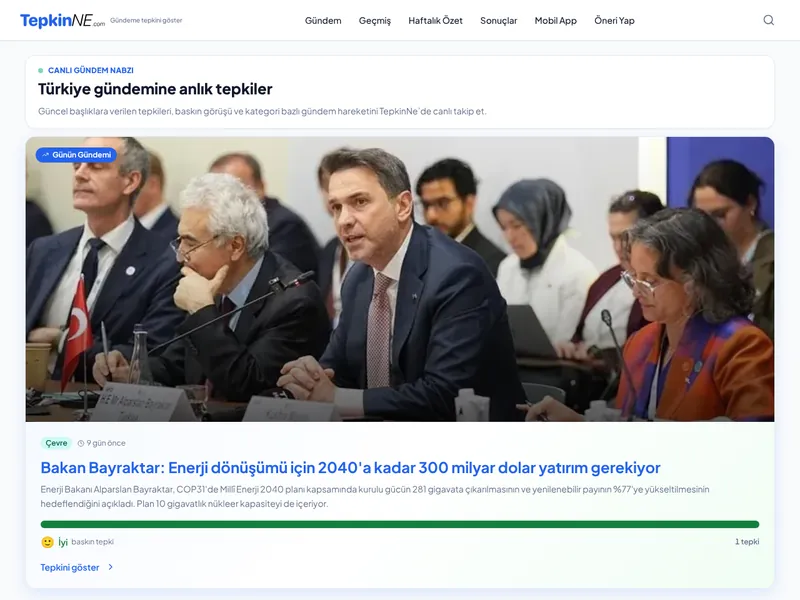 TepkinNE.com Gündeme tepkini göster
Gündem Geçmiş Haftalık Özet Sonuçlar Mobil App Öneri Yap
CANLI GÜNDEM NABZI
Türkiye gündemine anlık tepkiler
Güncel başlıklara verilen tepkileri, baskın görüşü ve kategori bazlı gündem hareketini TepkinNe'de canlı takip et.
Günün Gündemi
H.E. Mr Alparslan Bayraktar
Çevre 9 gün önce
Bakan Bayraktar: Enerji dönüşümü için 2040'a kadar 300 milyar dolar yatırım gerekiyor
Enerji Bakanı Alparslan Bayraktar, COP31'de Millî Enerji 2040 planı kapsamında kurulu gücün 281 gigavata çıkarılmasının ve yenilenebilir payının %77'ye yükseltilmesinin
hedeflendiğini açıkladı. Plan 10 gigavatlık nükleer kapasiteyi de içeriyor.
İyi baskın tepki 1 tepki
Tepkini göster